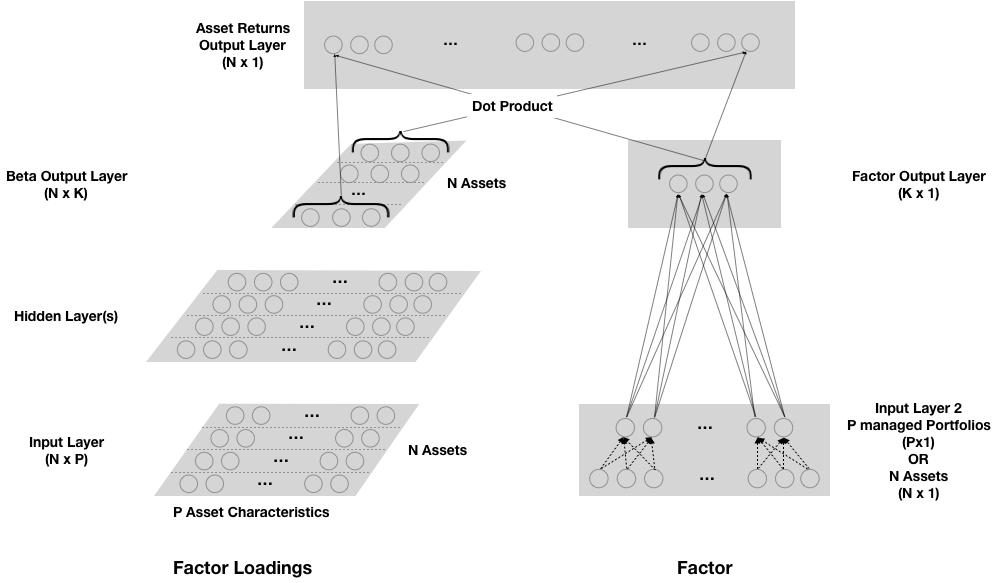 Asset Returns
Output Layer
(N x 1)
...
...
Dot Product
Beta Output Layer
(N x K)
...
N Assets
Factor Output Layer
(K x 1)
Hidden Layer(s)
...
...
...
...
Input Layer
(N x P)
...
...
...
...
N Assets
P Asset Characteristics
...
...
Input Layer 2
P managed Portfolios
(Px1)
OR
N Assets
(N x 1)
Factor Loadings
Factor